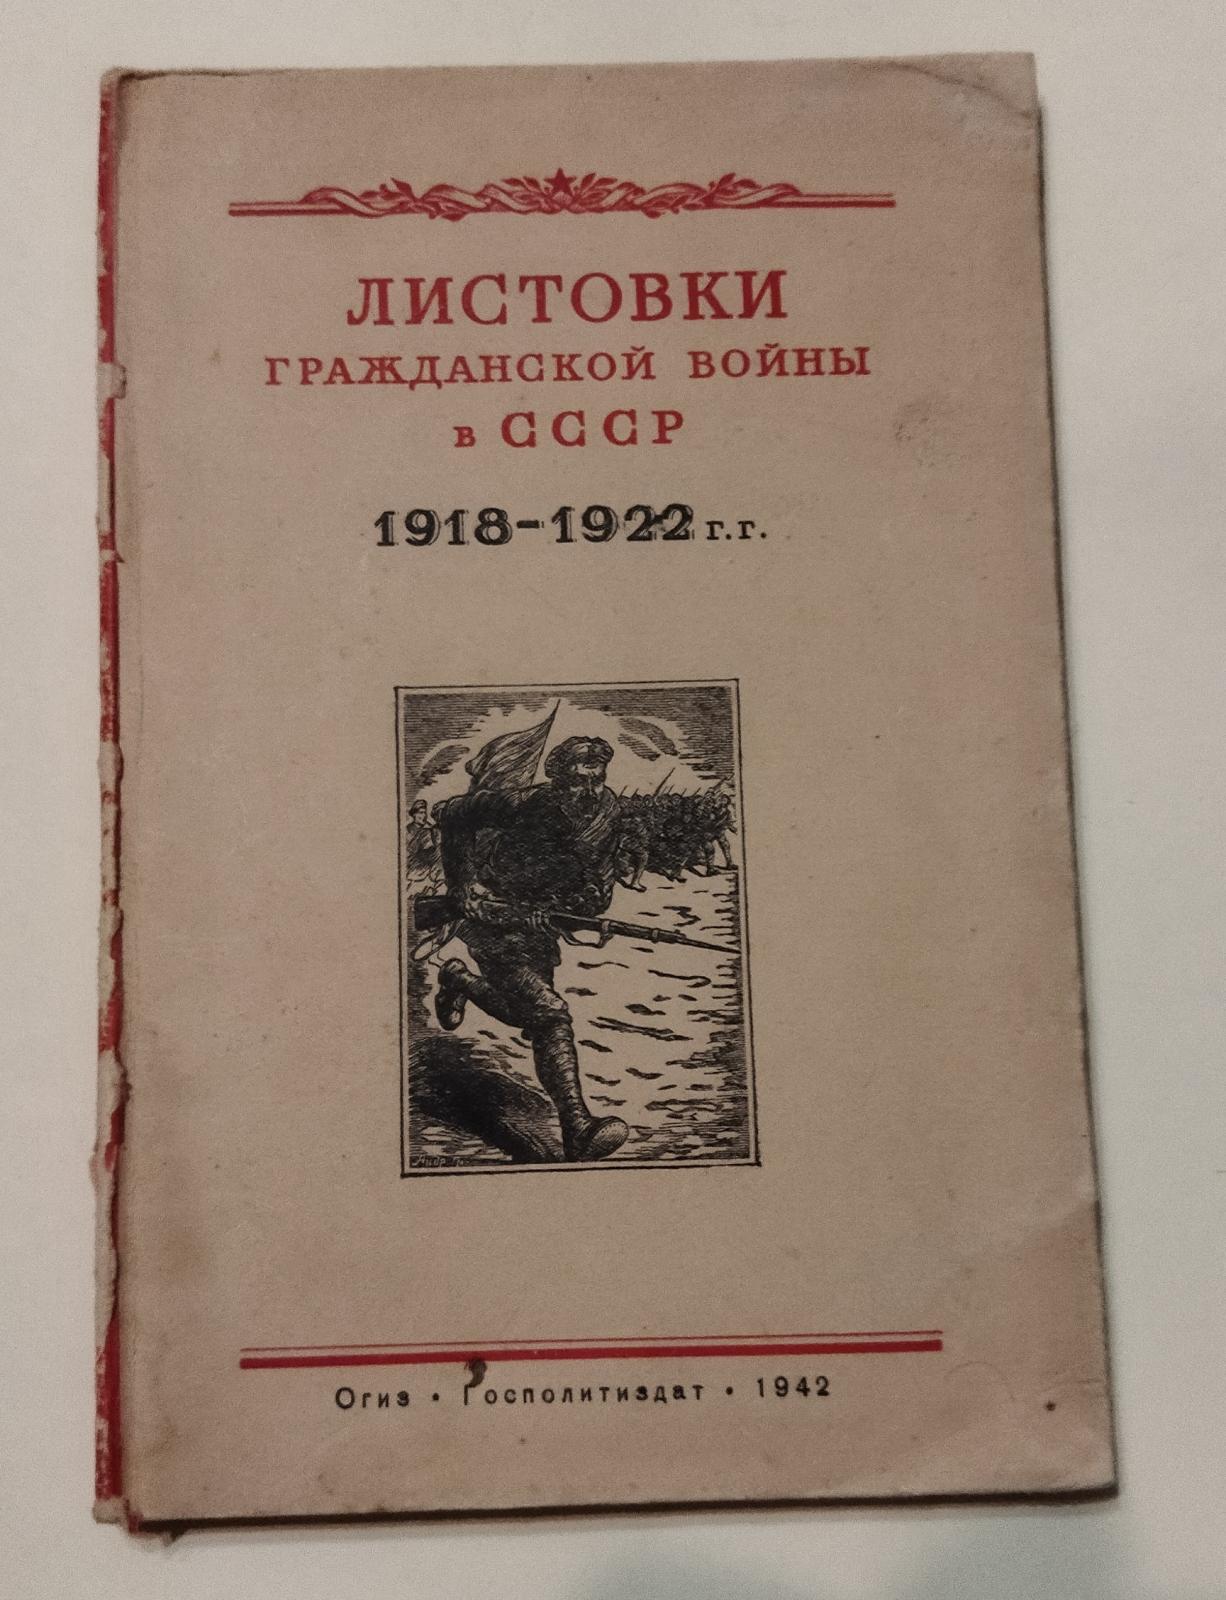 ЛИСТОВКИ
ГРАЖДАНСКОЙ ВОЙНЫ
в СССР
1918-1922 г.г.
Огиз • Госполитиздат • 1942